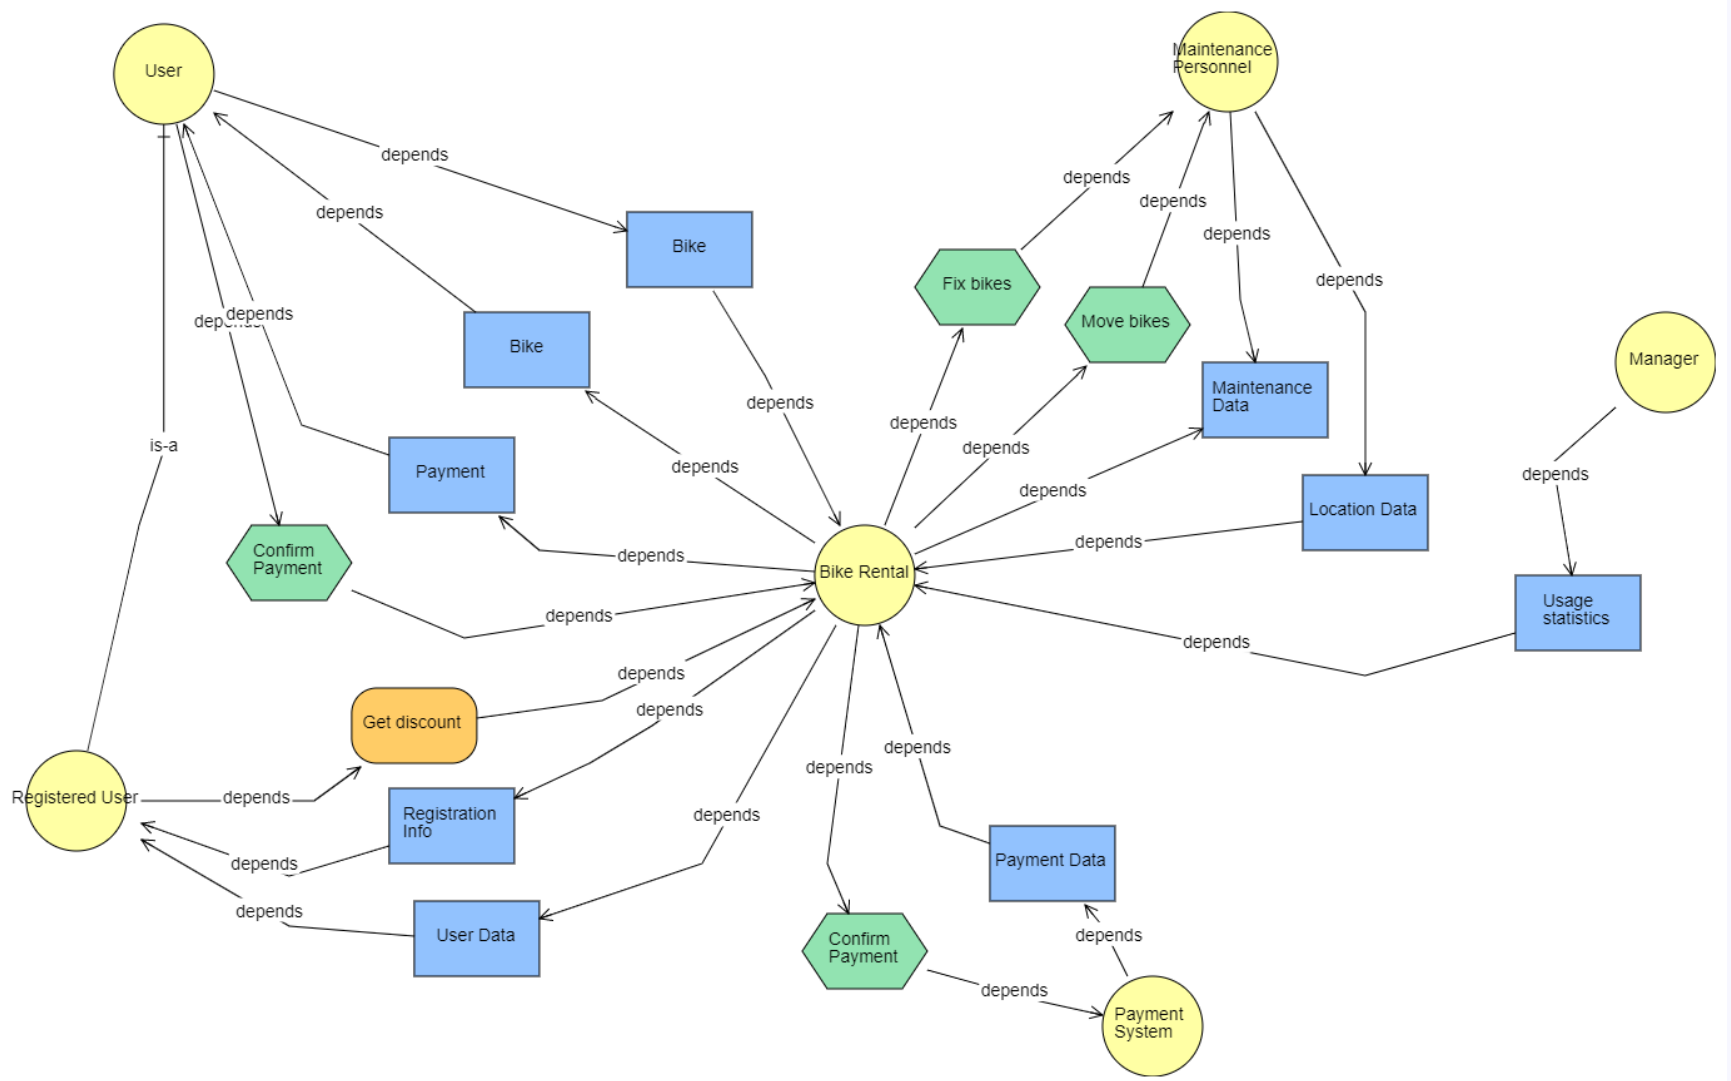 Maintenance
Personnel
User
depends
depends
depends
depends
depends
Bike
depends
depends
Fix bikes
depends
depends
Move bikes
Bike
Manager
Maintenance
Data
depends
depends
is-a
depends
depends
depends
Payment
depends
Location Data
depends
Confirm
Payment
depends
Bike Rental
Usage
statistics
depends
depends
depends
depends
Get discount
depends
depends
depends
Registered User
depends
Registration
Info
depends
depends
Payment Data
depends
User Data
depends
Confirm
Payment
depends
Payment
System